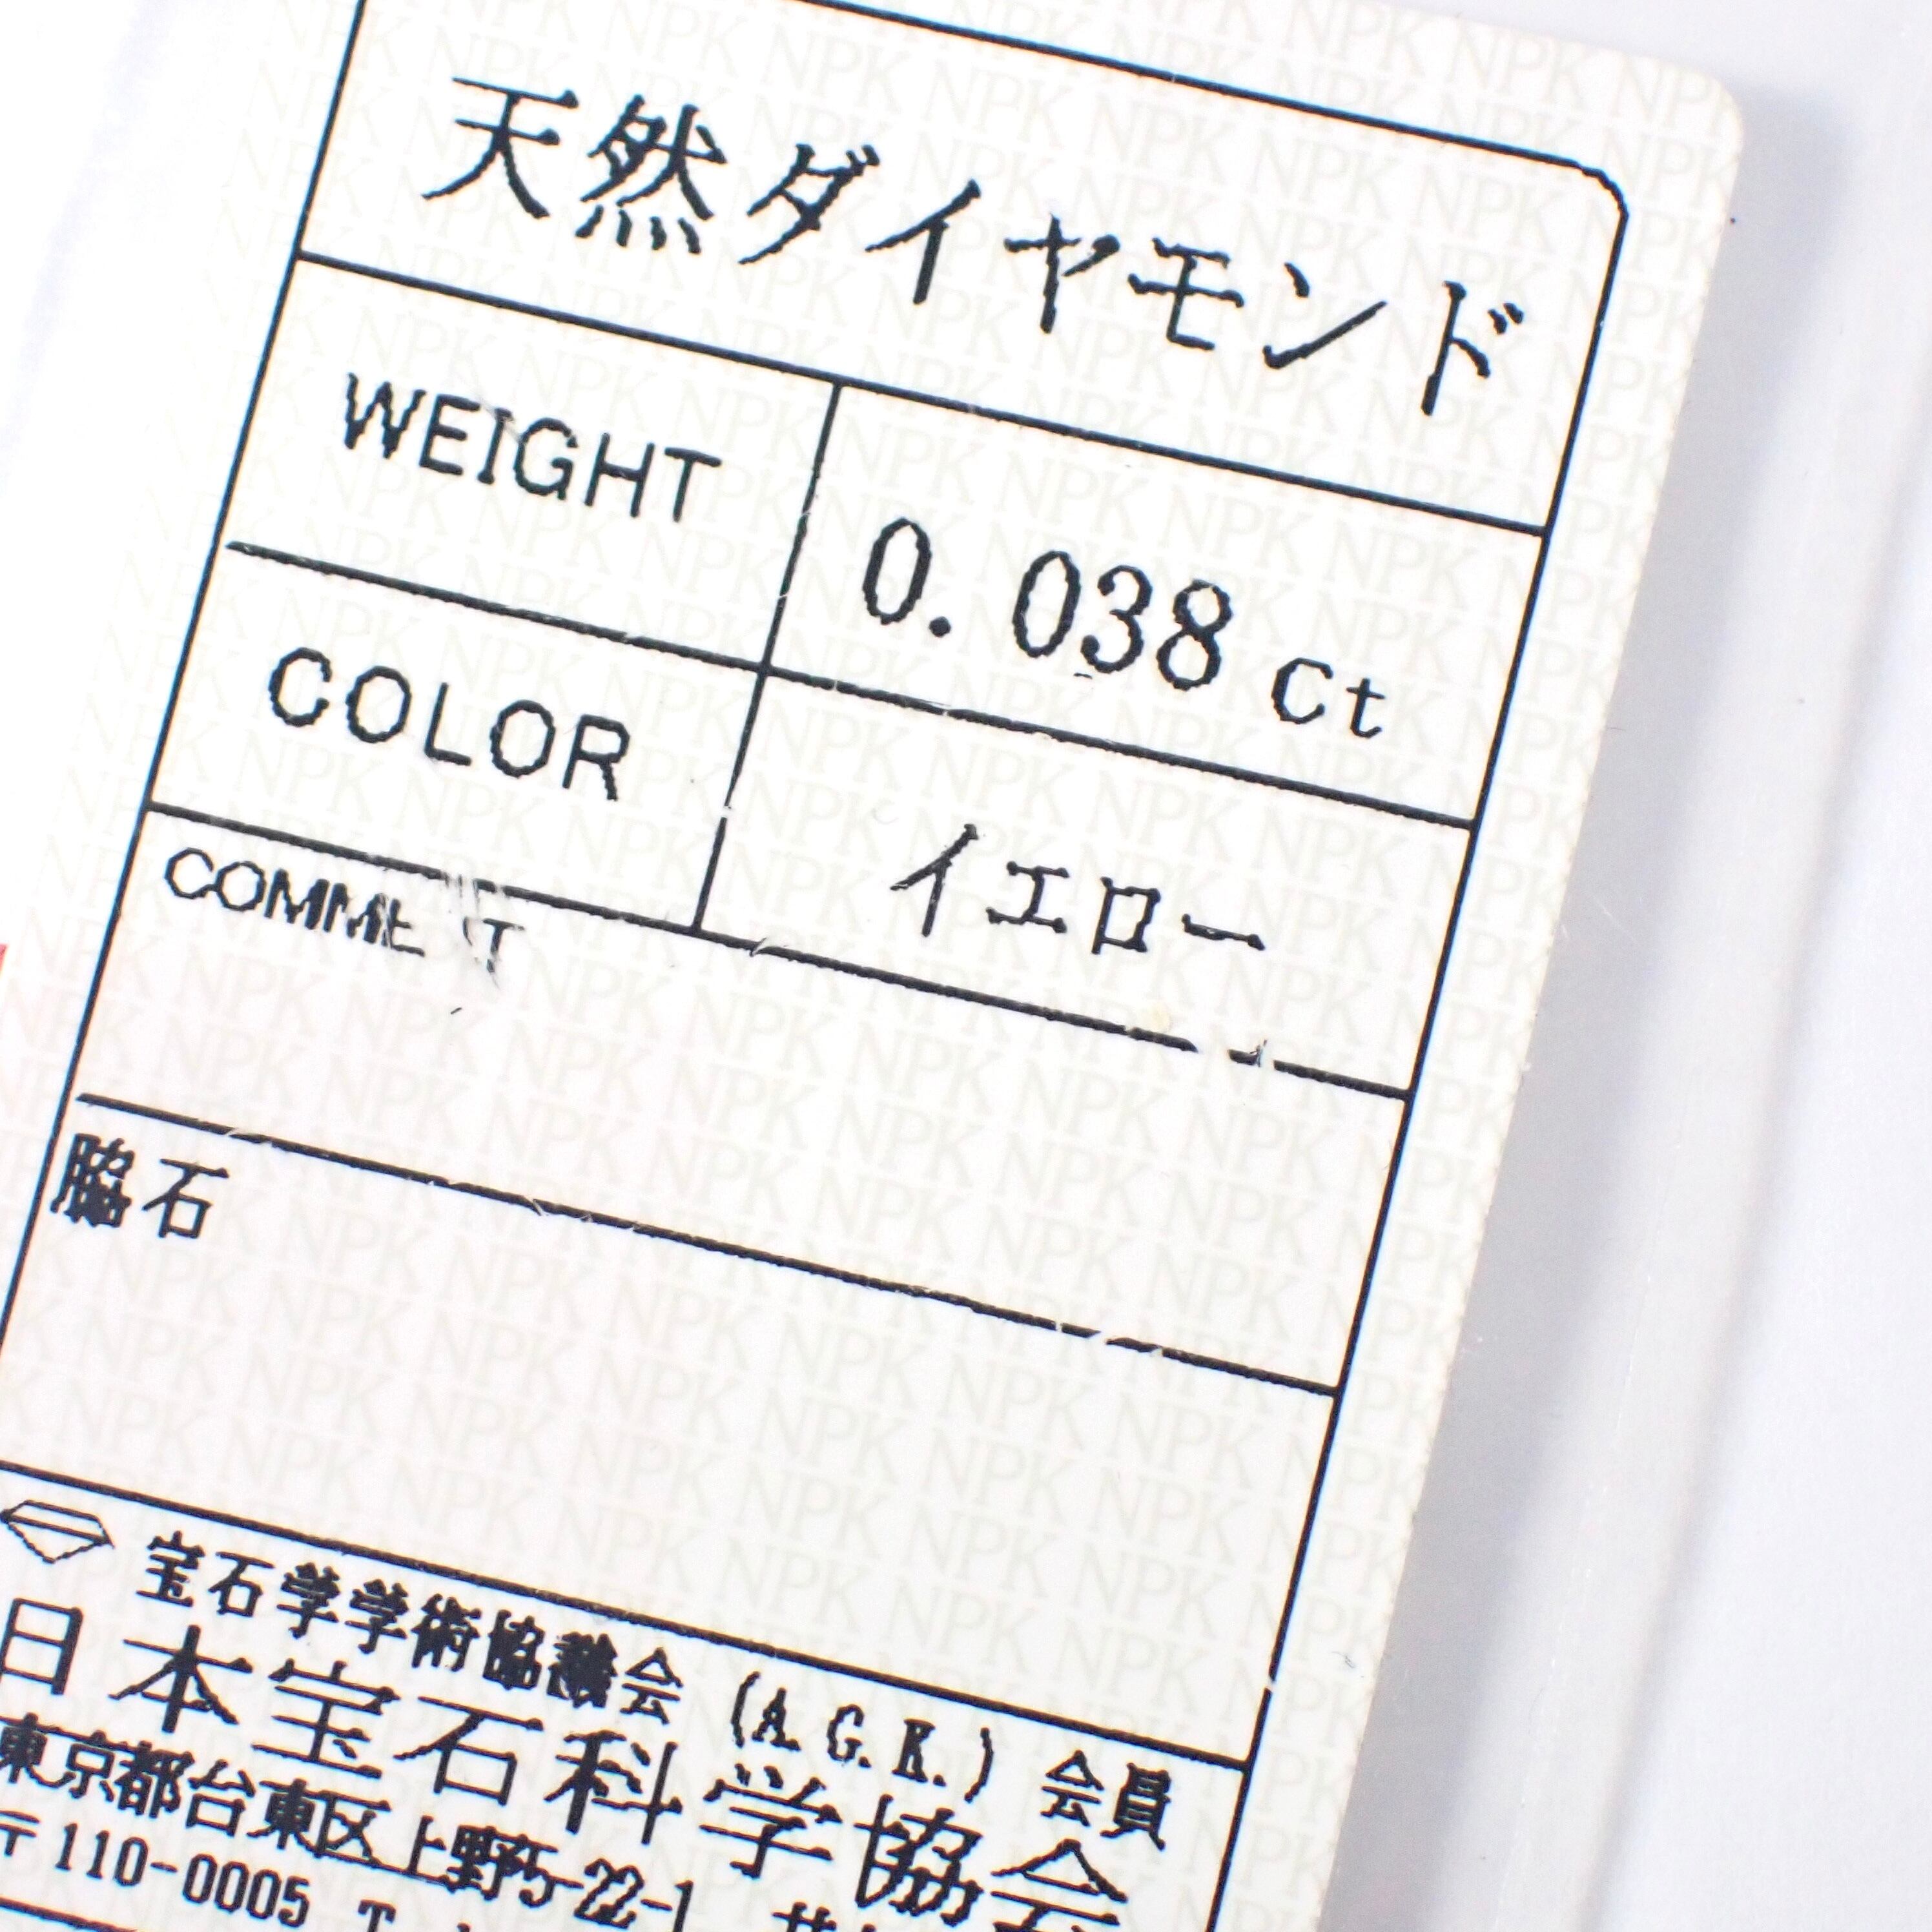 天然ダイヤモンド
WEIGHT 0.038 ct
COLOR イエロー
COMME T
脇石
宝石学学術協議会 (A.G.K.) 会員
日本宝石科学協会
東京都台東区上野5-22-1
〒110-0005